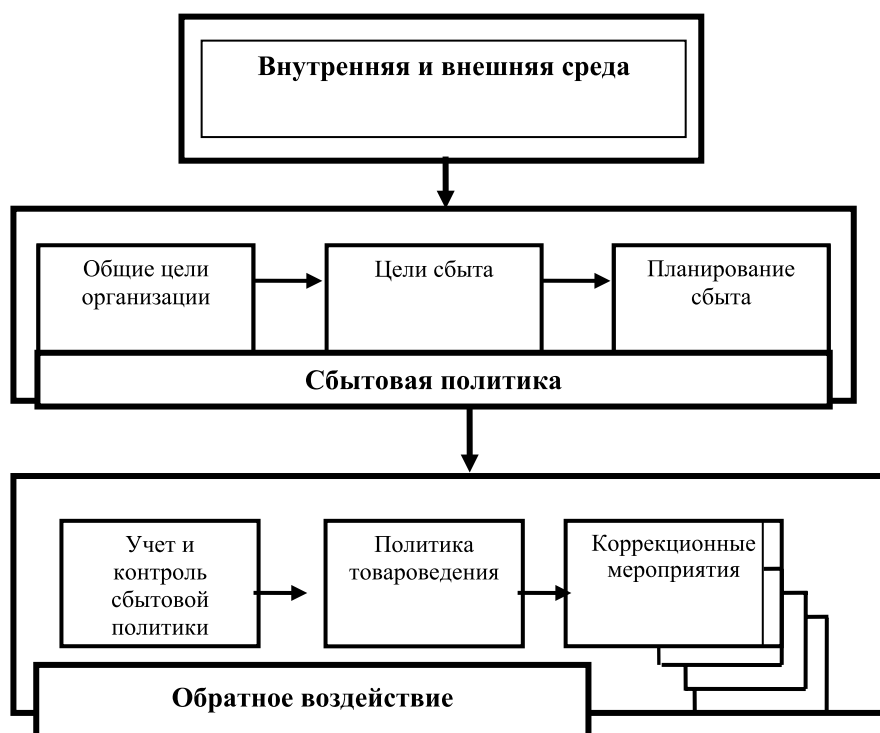 Внутренняя и внешняя среда
Общие цели
организации
Цели сбыта
Планирование
сбыта
Сбытовая политика
Учет и
контроль
сбытовой
политики
Политика
товароведения
Коррекционные
мероприятия
Обратное воздействие